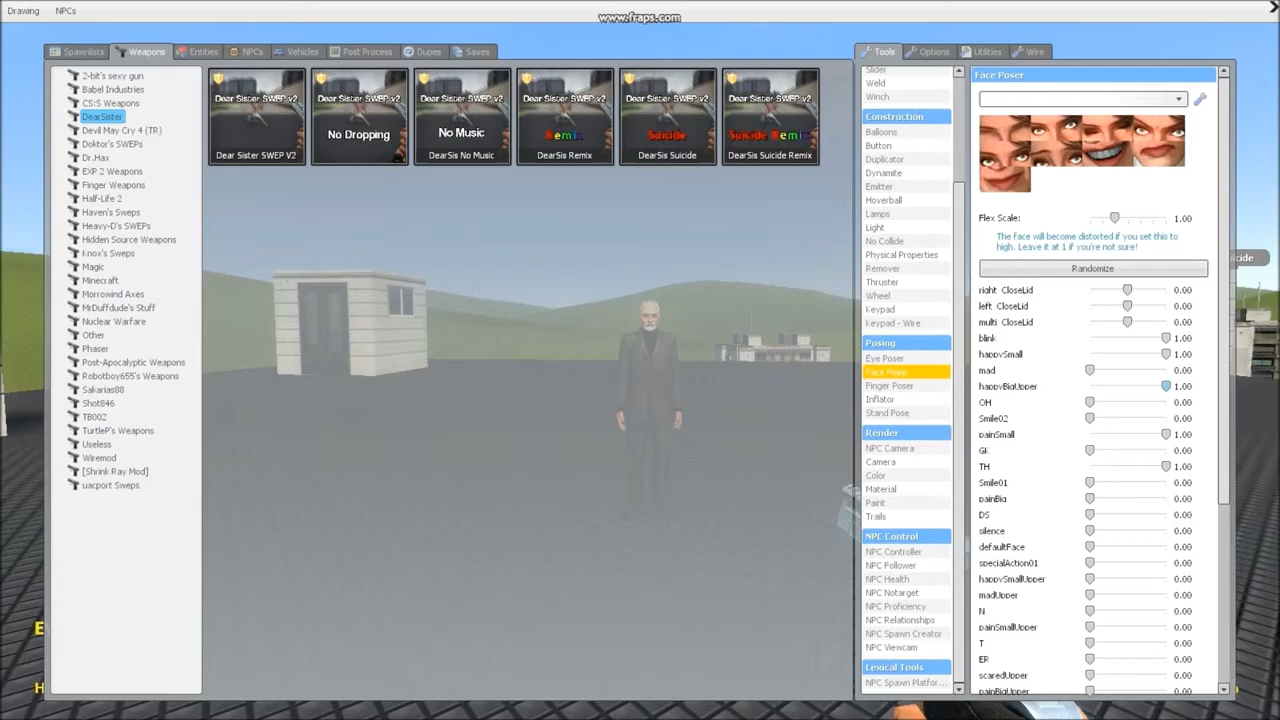 Drawing NPCs
www.fraps.com
Spawnlists Weapons Entities NPCs Vehicles Post Process Dupes Saves
2-bit's sexy gun
Babel Industries
CS:S Weapons
DearSister
Devil May Cry 4 (TR)
Doktor's SWEPs
Dr.Hax
EXP 2 Weapons
Finger Weapons
Half-Life 2
Haven's Sweps
Heavy-D's SWEPs
Hidden Source Weapons
Knox's Sweps
Magic
Minecraft
Morrowind Axes
MrDuffdude's Stuff
Nuclear Warfare
Other
Phaser
Post-Apocalyptic Weapons
Robotboy655's Weapons
Sakarias88
Shot846
TB002
TurtleP's Weapons
Useless
Wiremod
[Shrink Ray Mod]
uacport Sweps
Dear Sister SWEP v2
Dear Sister SWEP V2
Dear Sister SWEP v2
No Dropping
Dear Sister SWEP v2
No Music
DearSis No Music
Dear Sister SWEP v2
Remix
DearSis Remix
Dear Sister SWEP v2
Suicide
DearSis Suicide
Dear Sister SWEP v2
Suicide Remix
DearSis Suicide Remix
Tools Options Utilities Wire
Slider
Weld
Winch
Construction
Balloons
Button
Duplicator
Dynamite
Emitter
Hoverball
Lamps
Light
No Collide
Physical Properties
Remover
Thruster
Wheel
Keypad
Keypad - Wire
Posing
Eye Poser
Face Poser
Finger Poser
Inflator
Stand Pose
Render
NPC Camera
Camera
Color
Material
Paint
Trails
NPC Control
NPC Controller
NPC Follower
NPC Health
NPC Notarget
NPC Proficiency
NPC Relationships
NPC Spawn Creator
NPC Viewcam
Lexical Tools
NPC Spawn Platfor...
Face Poser
Flex Scale: 1.00
The face will become distorted if you set this to
high. Leave it at 1 if you're not sure!
Randomize
right CloseLid 0.00
left CloseLid 0.00
multi CloseLid 0.00
blink 1.00
happySmall 1.00
mad 0.00
happyBigUpper 1.00
OH 0.00
Smile02 0.00
painSmall 1.00
GK 0.00
TH 1.00
Smile01 0.00
painBig 0.00
DS 0.00
silence 0.00
defaultFace 0.00
specialAction01 0.00
happySmallUpper 0.00
madUpper 0.00
N 0.00
painSmallUpper 0.00
T 0.00
ER 0.00
scaredUpper 0.00
painBigUpper 0.00
icide
E
H